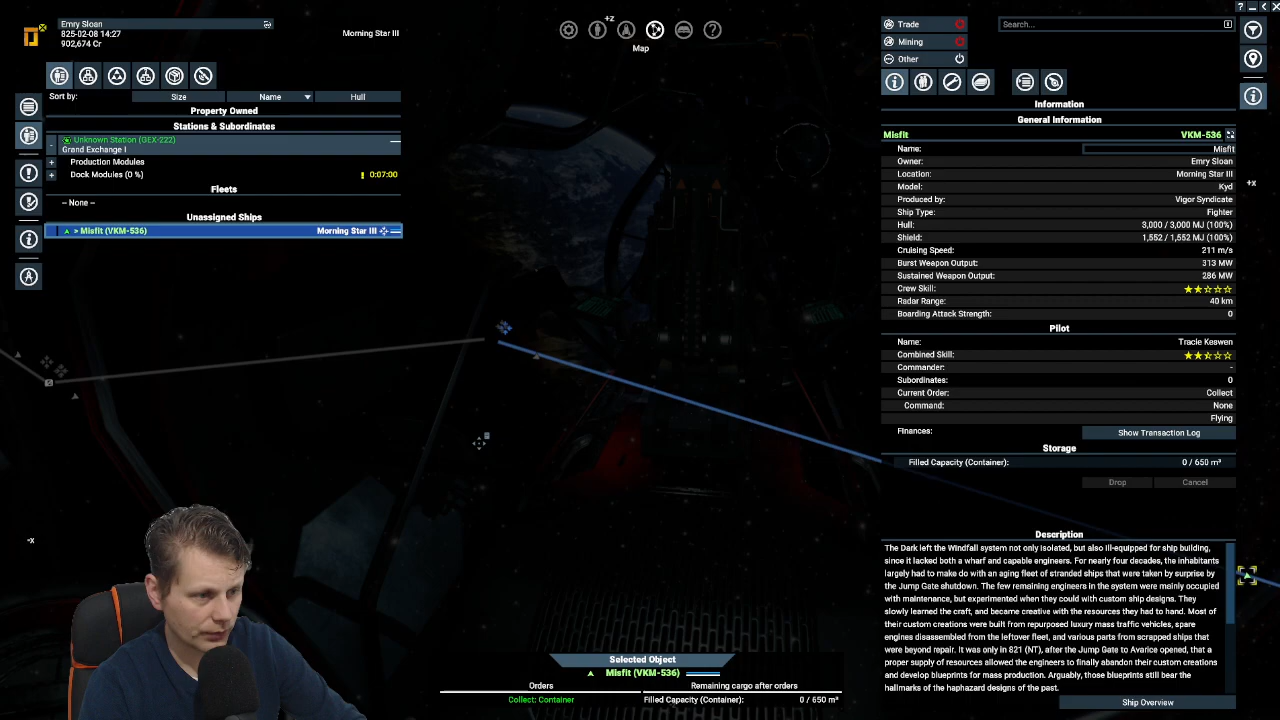 Emry Sloan
825-02-08 14:27
902,674 Cr
Morning Star III
+z
Map
Sort by:
Size
Name
Hull
Property Owned
Stations & Subordinates
- Unknown Station (GEX-222)
Grand Exchange I
+ Production Modules
+ Dock Modules (0 %)
! 0:07:00
Fleets
-- None --
Unassigned Ships
> Misfit (VKM-536)
Morning Star III
-x
+x
Selected Object
Misfit (VKM-536)
Orders
Remaining cargo after orders
Collect: Container
Filled Capacity (Container):
0 / 650 m³
Trade
Mining
Other
Search...
Information
General Information
Misfit
VKM-536
Name:
Misfit
Owner:
Emry Sloan
Location:
Morning Star III
Model:
Kyd
Produced by:
Vigor Syndicate
Ship Type:
Fighter
Hull:
3,000 / 3,000 MJ (100%)
Shield:
1,552 / 1,552 MJ (100%)
Cruising Speed:
211 m/s
Burst Weapon Output:
313 MW
Sustained Weapon Output:
286 MW
Crew Skill:
Radar Range:
40 km
Boarding Attack Strength:
0
Pilot
Name:
Tracie Keswen
Combined Skill:
Commander:
-
Subordinates:
0
Current Order:
Collect
Command:
None
Flying
Finances:
Show Transaction Log
Storage
Filled Capacity (Container):
0 / 650 m³
Drop
Cancel
Description
The Dark left the Windfall system not only isolated, but also ill-equipped for ship building,
since it lacked both a wharf and capable engineers. For nearly four decades, the inhabitants
largely had to make do with an aging fleet of stranded ships that were taken by surprise by
the Jump Gate shutdown. The few remaining engineers in the system were mainly occupied
with maintenance, but experimented when they could with custom ship designs. They
slowly learned the craft, and became creative with the resources they had to hand. Most of
their custom creations were built from repurposed luxury mass traffic vehicles, spare
engines disassembled from the leftover fleet, and various parts from scrapped ships that
were beyond repair. It was only in 821 (NT), after the Jump Gate to Avarice opened, that a
proper supply of resources allowed the engineers to finally abandon their custom creations
and develop blueprints for mass production. Arguably, those blueprints still bear the
hallmarks of the haphazard designs of the past.
Ship Overview